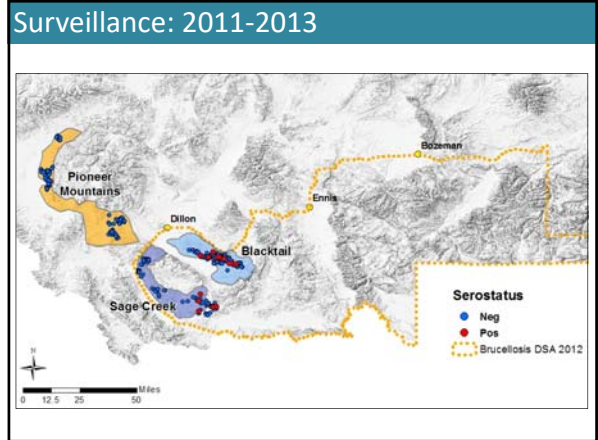 Surveillance: 2011-2013
Bozeman
Pioneer
Mountains
Ennis
Dillon
Blacktail
Sage Creek
Serostatus
Neg
Pos
Brucellosis DSA 2012
N
Miles
0 12.5 25 50